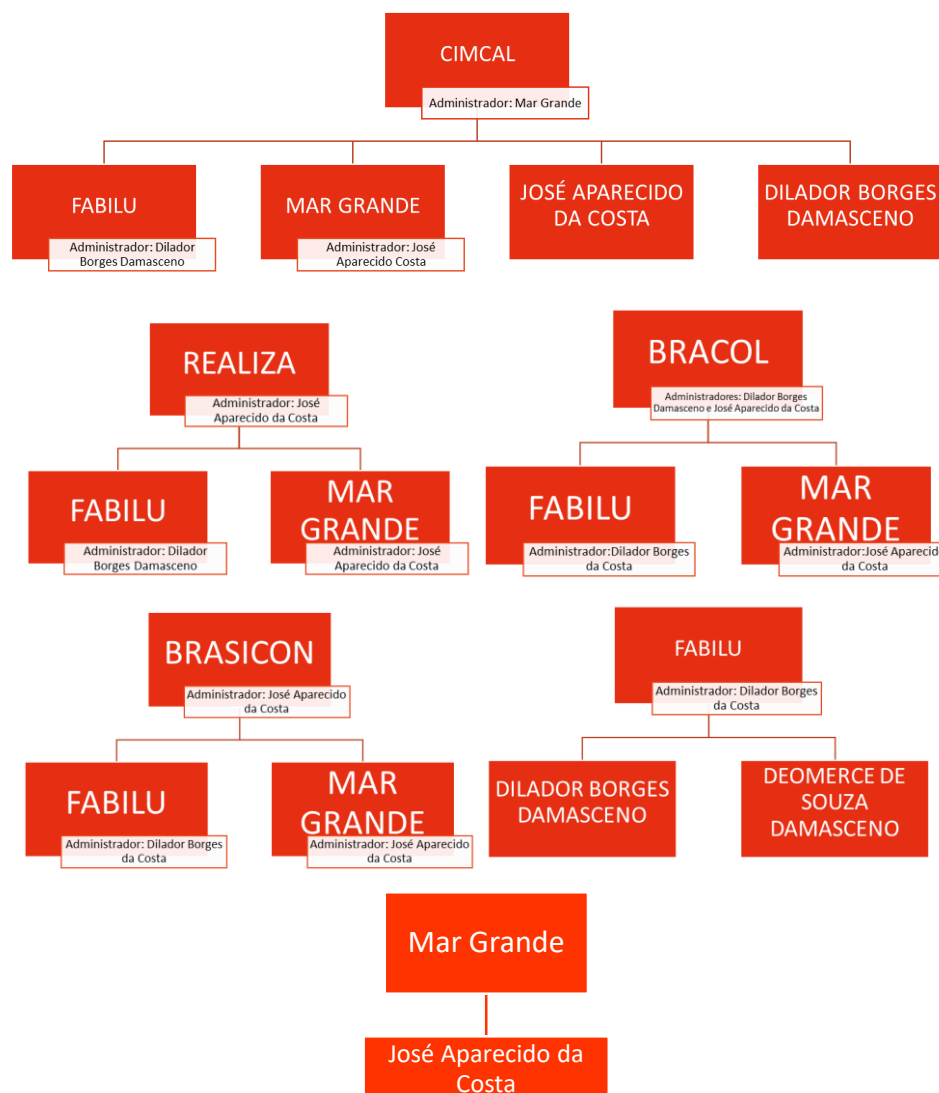 CIMCAL
Administrador: Mar Grande
FABILU
Administrador: Dilador
Borges Damasceno
MAR GRANDE
Administrador: José
Aparecido Costa
JOSÉ APARECIDO
DA COSTA
DILADOR BORGES
DAMASCENO
REALIZA
Administrador: José
Aparecido da Costa
FABILU
Administrador: Dilador
Borges Damasceno
MAR
GRANDE
Administrador: José
Aparecido da Costa
BRACOL
Administradores: Dilador Borges
Damasceno e José Aparecido da Costa
FABILU
Administrador:Dilador Borges
da Costa
MAR
GRANDE
Administrador:José Aparecido
da Costa
BRASICON
Administrador: José Aparecido
da Costa
FABILU
Administrador: Dilador Borges
da Costa
MAR
GRANDE
Administrador: José Aparecido
da Costa
FABILU
Administrador: Dilador Borges
da Costa
DILADOR BORGES
DAMASCENO
DEOMERCE DE
SOUZA
DAMASCENO
Mar Grande
José Aparecido da
Costa